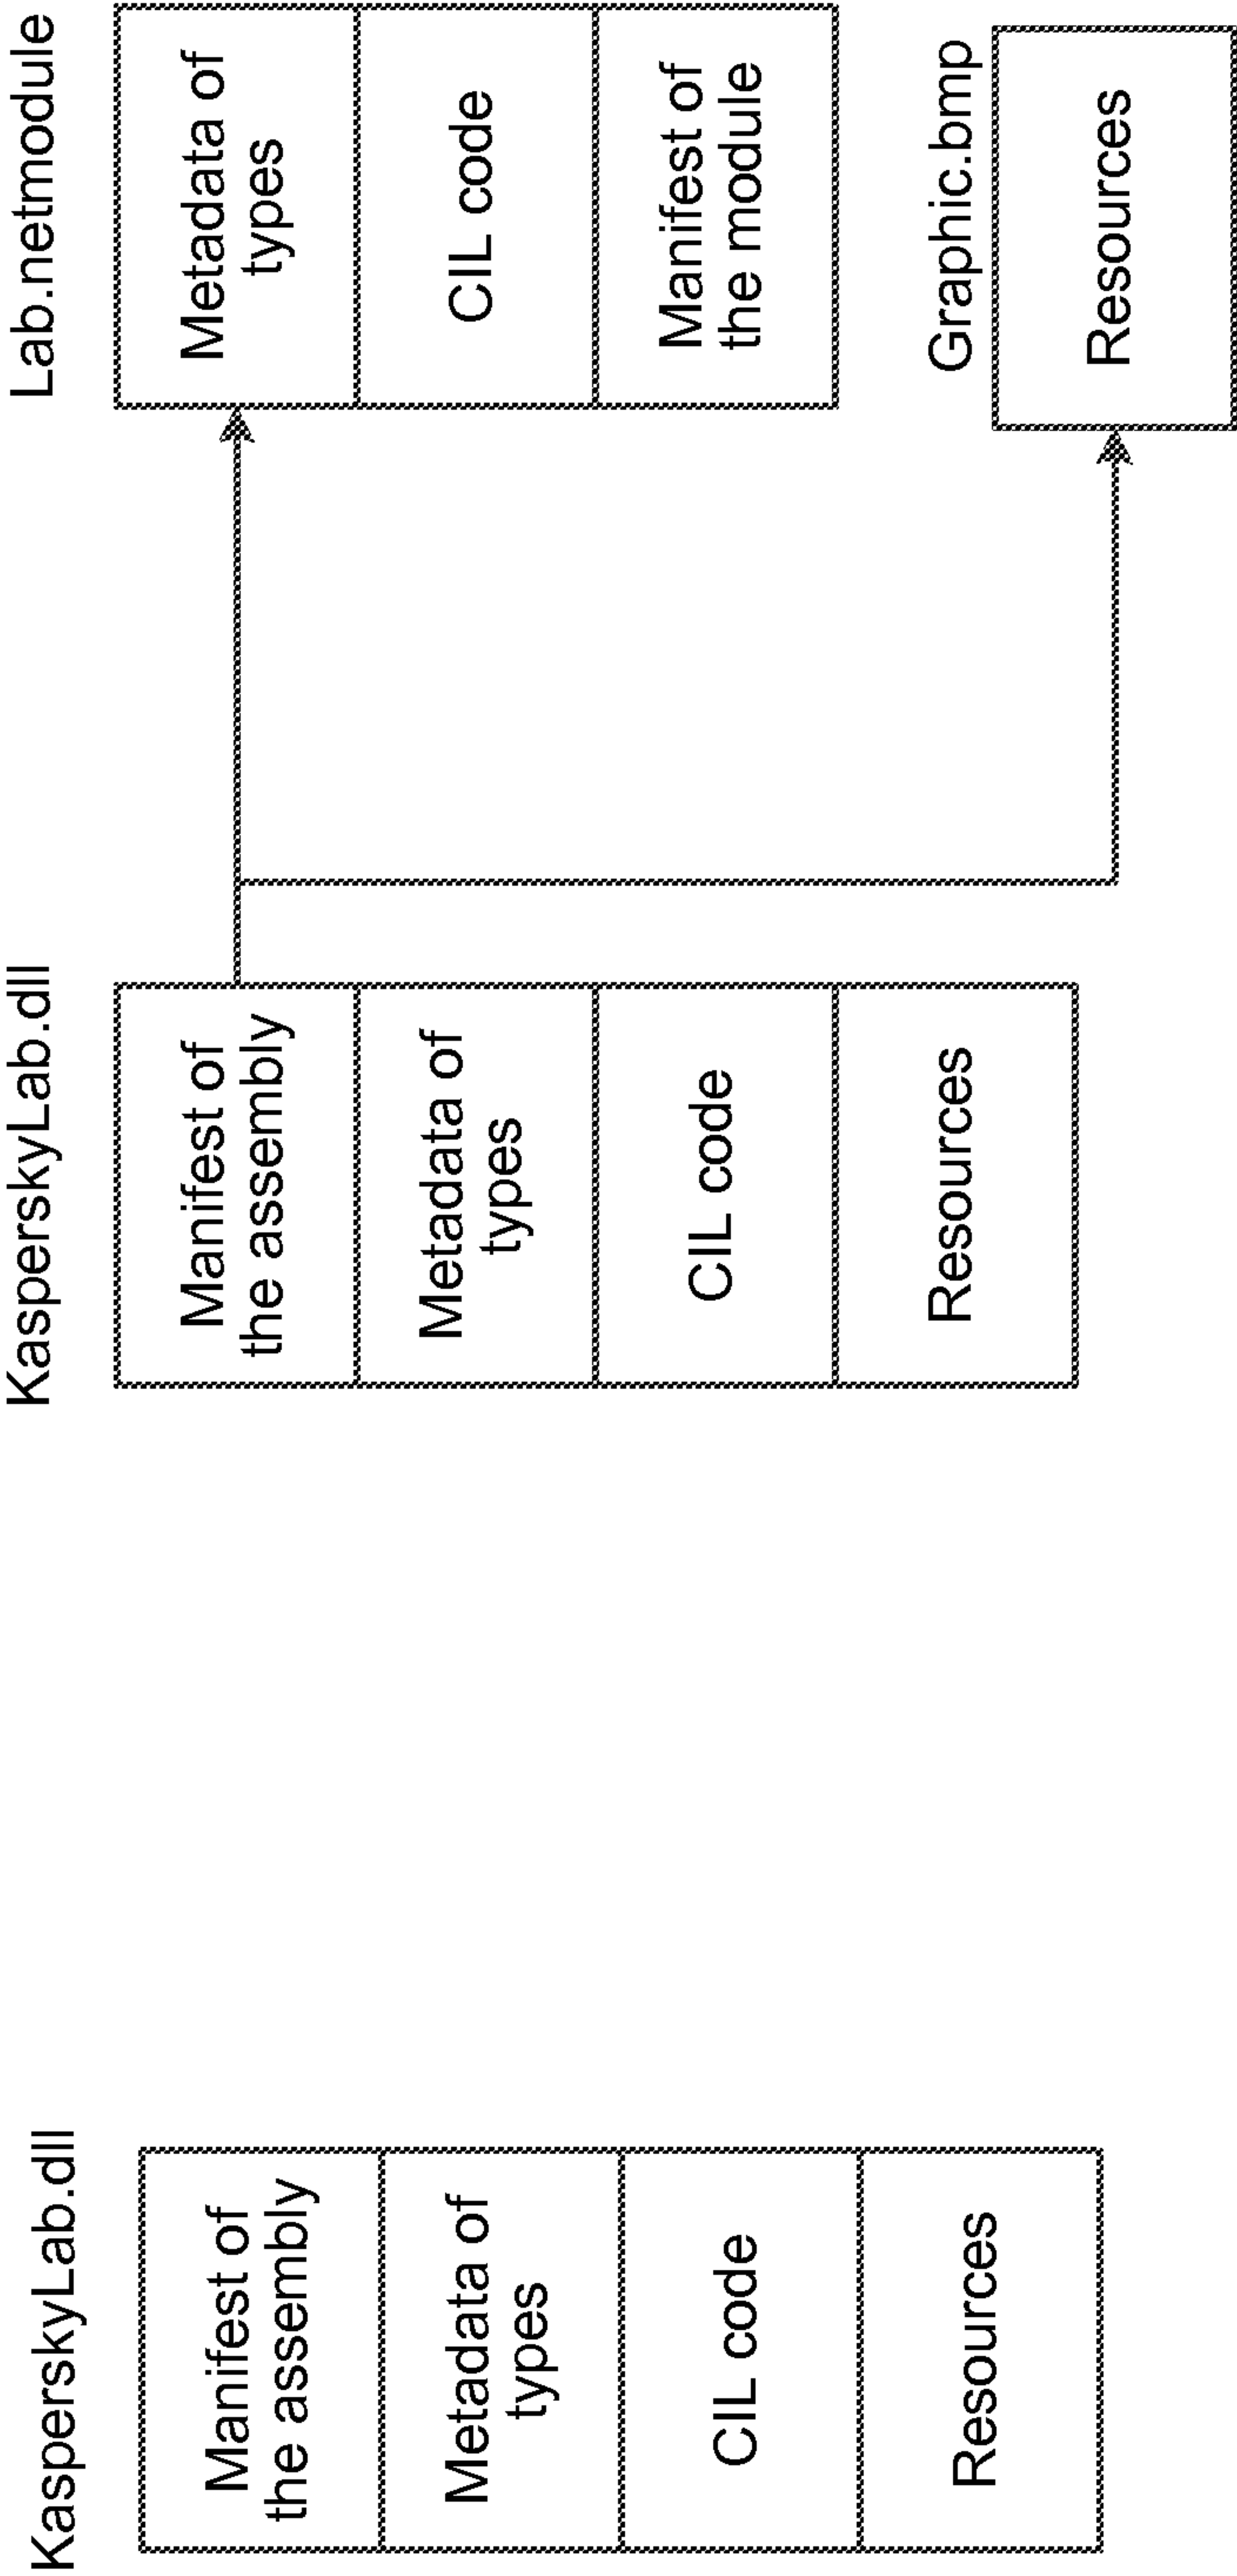 KasperskyLab.dll
Manifest of
the assembly
Metadata of
types
CIL code
Resources
KasperskyLab.dll
Manifest of
the assembly
Metadata of
types
CIL code
Resources
Lab.netmodule
Metadata of
types
CIL code
Manifest of
the module
Graphic.bmp
Resources